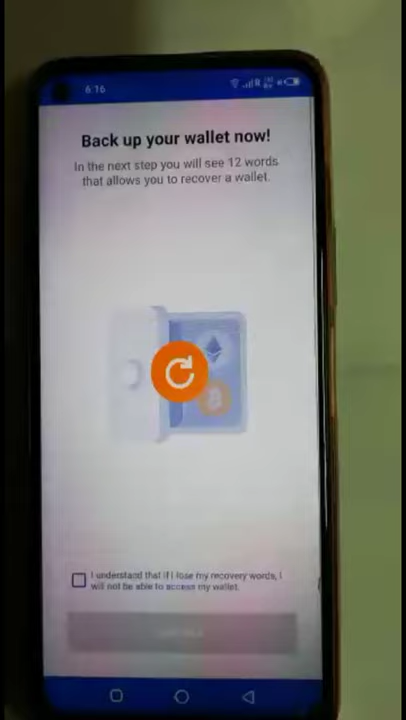 6:16
Back up your wallet now!
In the next step you will see 12 words
that allows you to recover a wallet.
I understand that if I lose my recovery words, I
will not be able to access my wallet.